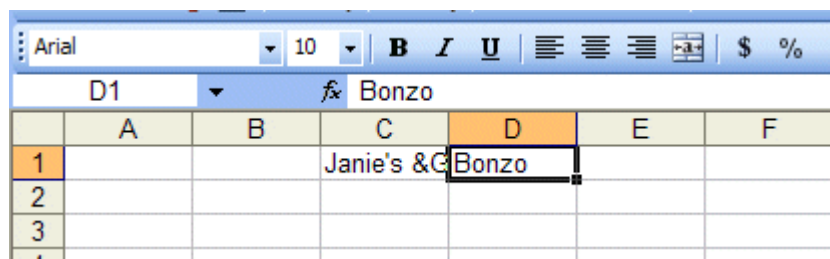 Arial 10 B I U $ %
D1 fx Bonzo
A B C D E F
1 Janie's &G Bonzo
2
3